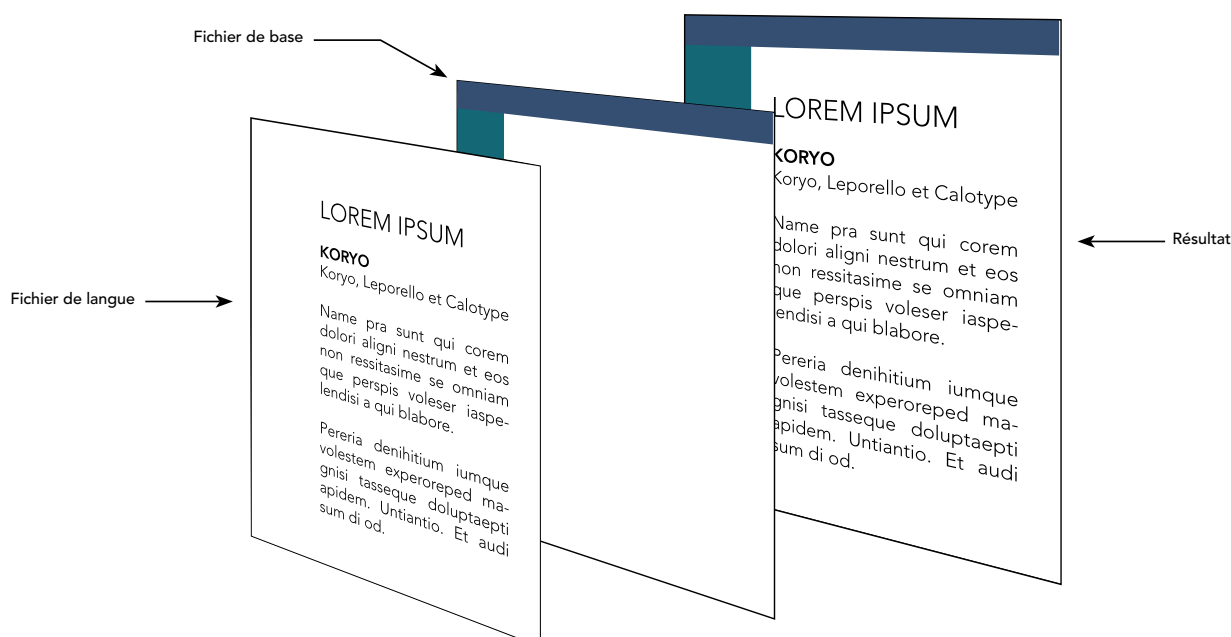 Fichier de base
Fichier de langue
LOREM IPSUM
KORYO
Koryo, Leporello et Calotype
Name pra sunt qui corem
dolori aligni nestrum et eos
non ressitasime se omniam
que perspis voleser iaspe-
lendisi a qui blabore.
Pereria denihitium iumque
volestem experoreped ma-
gnisi tasseque doluptaepti
apidem. Untiantio. Et audi
sum di od.
LOREM IPSUM
KORYO
Koryo, Leporello et Calotype
Name pra sunt qui corem
dolori aligni nestrum et eos
non ressitasime se omniam
que perspis voleser iaspe-
lendisi a qui blabore.
Pereria denihitium iumque
volestem experoreped ma-
gnisi tasseque doluptaepti
apidem. Untiantio. Et audi
sum di od.
Résultat